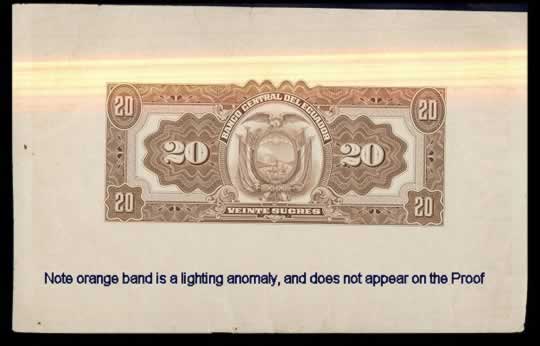 20 20
BANCO CENTRAL DEL ECUADOR
20 20
20 VEINTE SUCRES 20
Note orange band is a lighting anomaly, and does not appear on the Proof